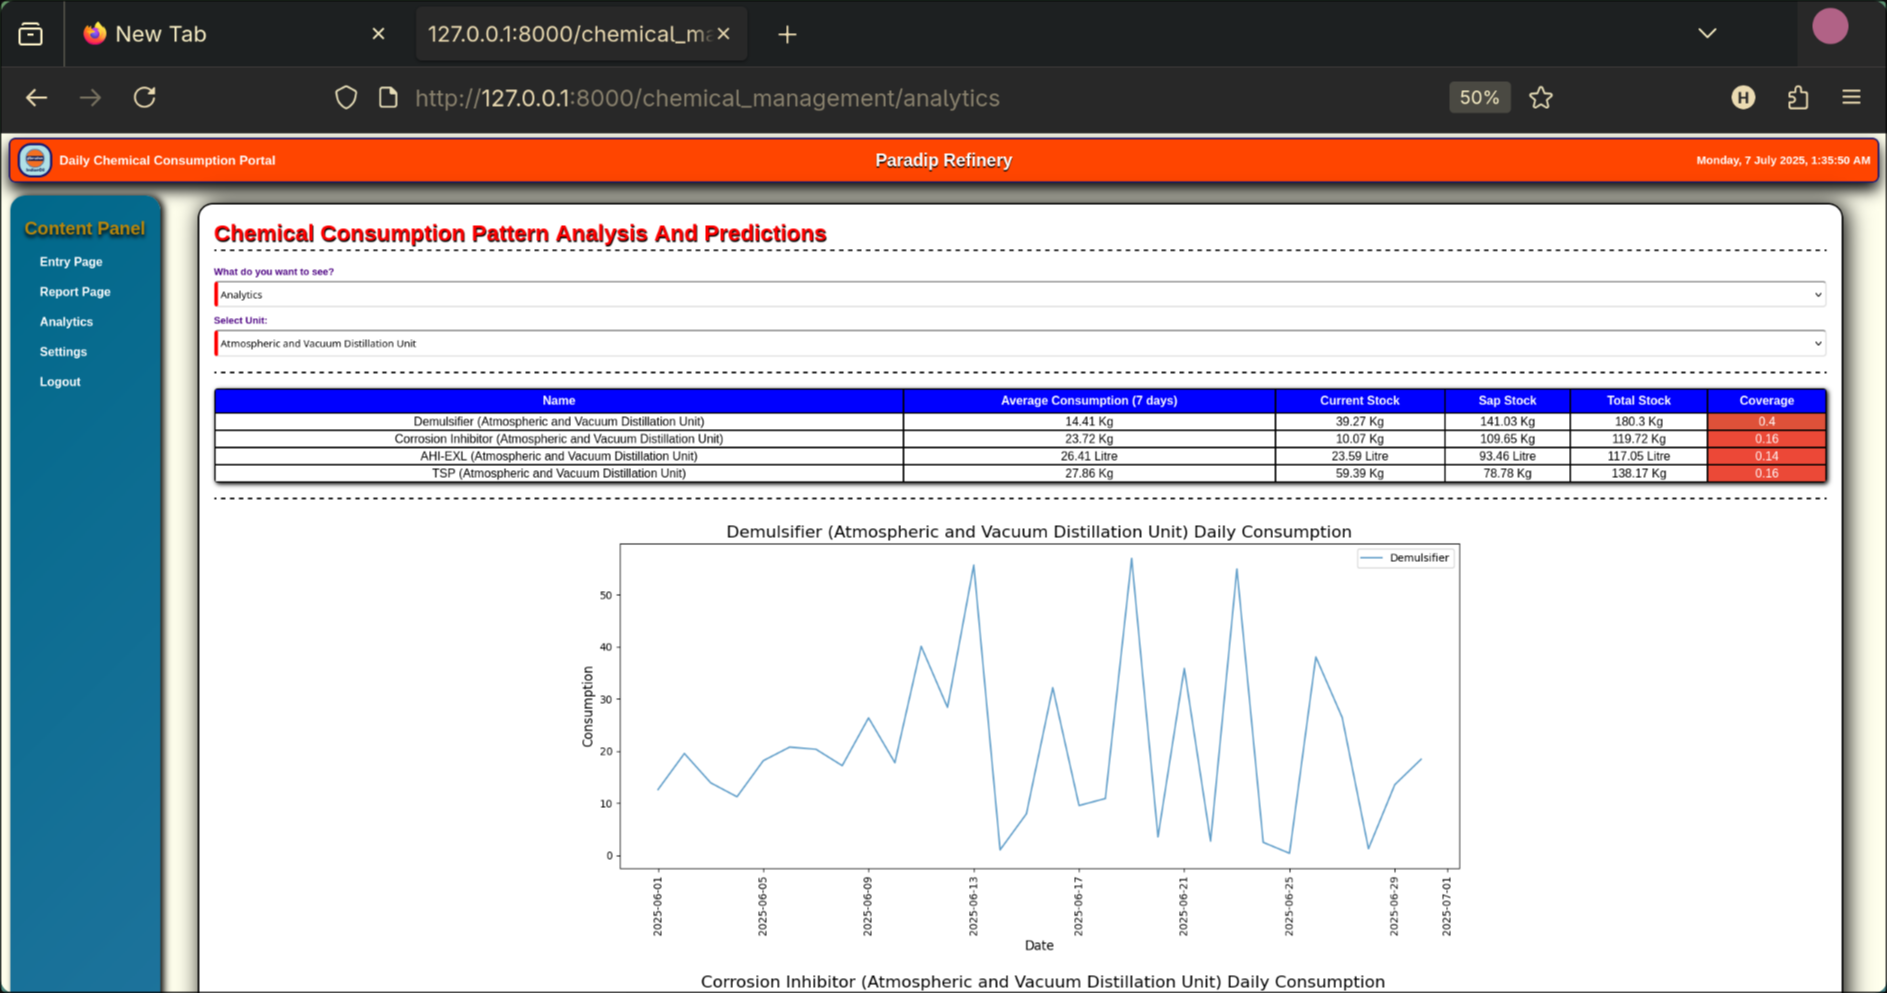 New Tab
127.0.0.1:8000/chemical_ma
http://127.0.0.1:8000/chemical_management/analytics
50%
H
Daily Chemical Consumption Portal
Paradip Refinery
Monday, 7 July 2025, 1:35:50 AM
Content Panel
Entry Page
Report Page
Analytics
Settings
Logout
Chemical Consumption Pattern Analysis And Predictions
What do you want to see?
Analytics
Select Unit:
Atmospheric and Vacuum Distillation Unit
Name Average Consumption (7 days) Current Stock Sap Stock Total Stock Coverage
Demulsifier (Atmospheric and Vacuum Distillation Unit) 14.41 Kg 39.27 Kg 141.03 Kg 180.3 Kg 0.4
Corrosion Inhibitor (Atmospheric and Vacuum Distillation Unit) 23.72 Kg 10.07 Kg 109.65 Kg 119.72 Kg 0.16
AHI-EXL (Atmospheric and Vacuum Distillation Unit) 26.41 Litre 23.59 Litre 93.46 Litre 117.05 Litre 0.14
TSP (Atmospheric and Vacuum Distillation Unit) 27.86 Kg 59.39 Kg 78.78 Kg 138.17 Kg 0.16
Demulsifier (Atmospheric and Vacuum Distillation Unit) Daily Consumption
Demulsifier
50
40
30
20
10
0
Consumption
2025-06-01
2025-06-05
2025-06-09
2025-06-13
2025-06-17
2025-06-21
2025-06-25
2025-06-29
2025-07-01
Date
Corrosion Inhibitor (Atmospheric and Vacuum Distillation Unit) Daily Consumption